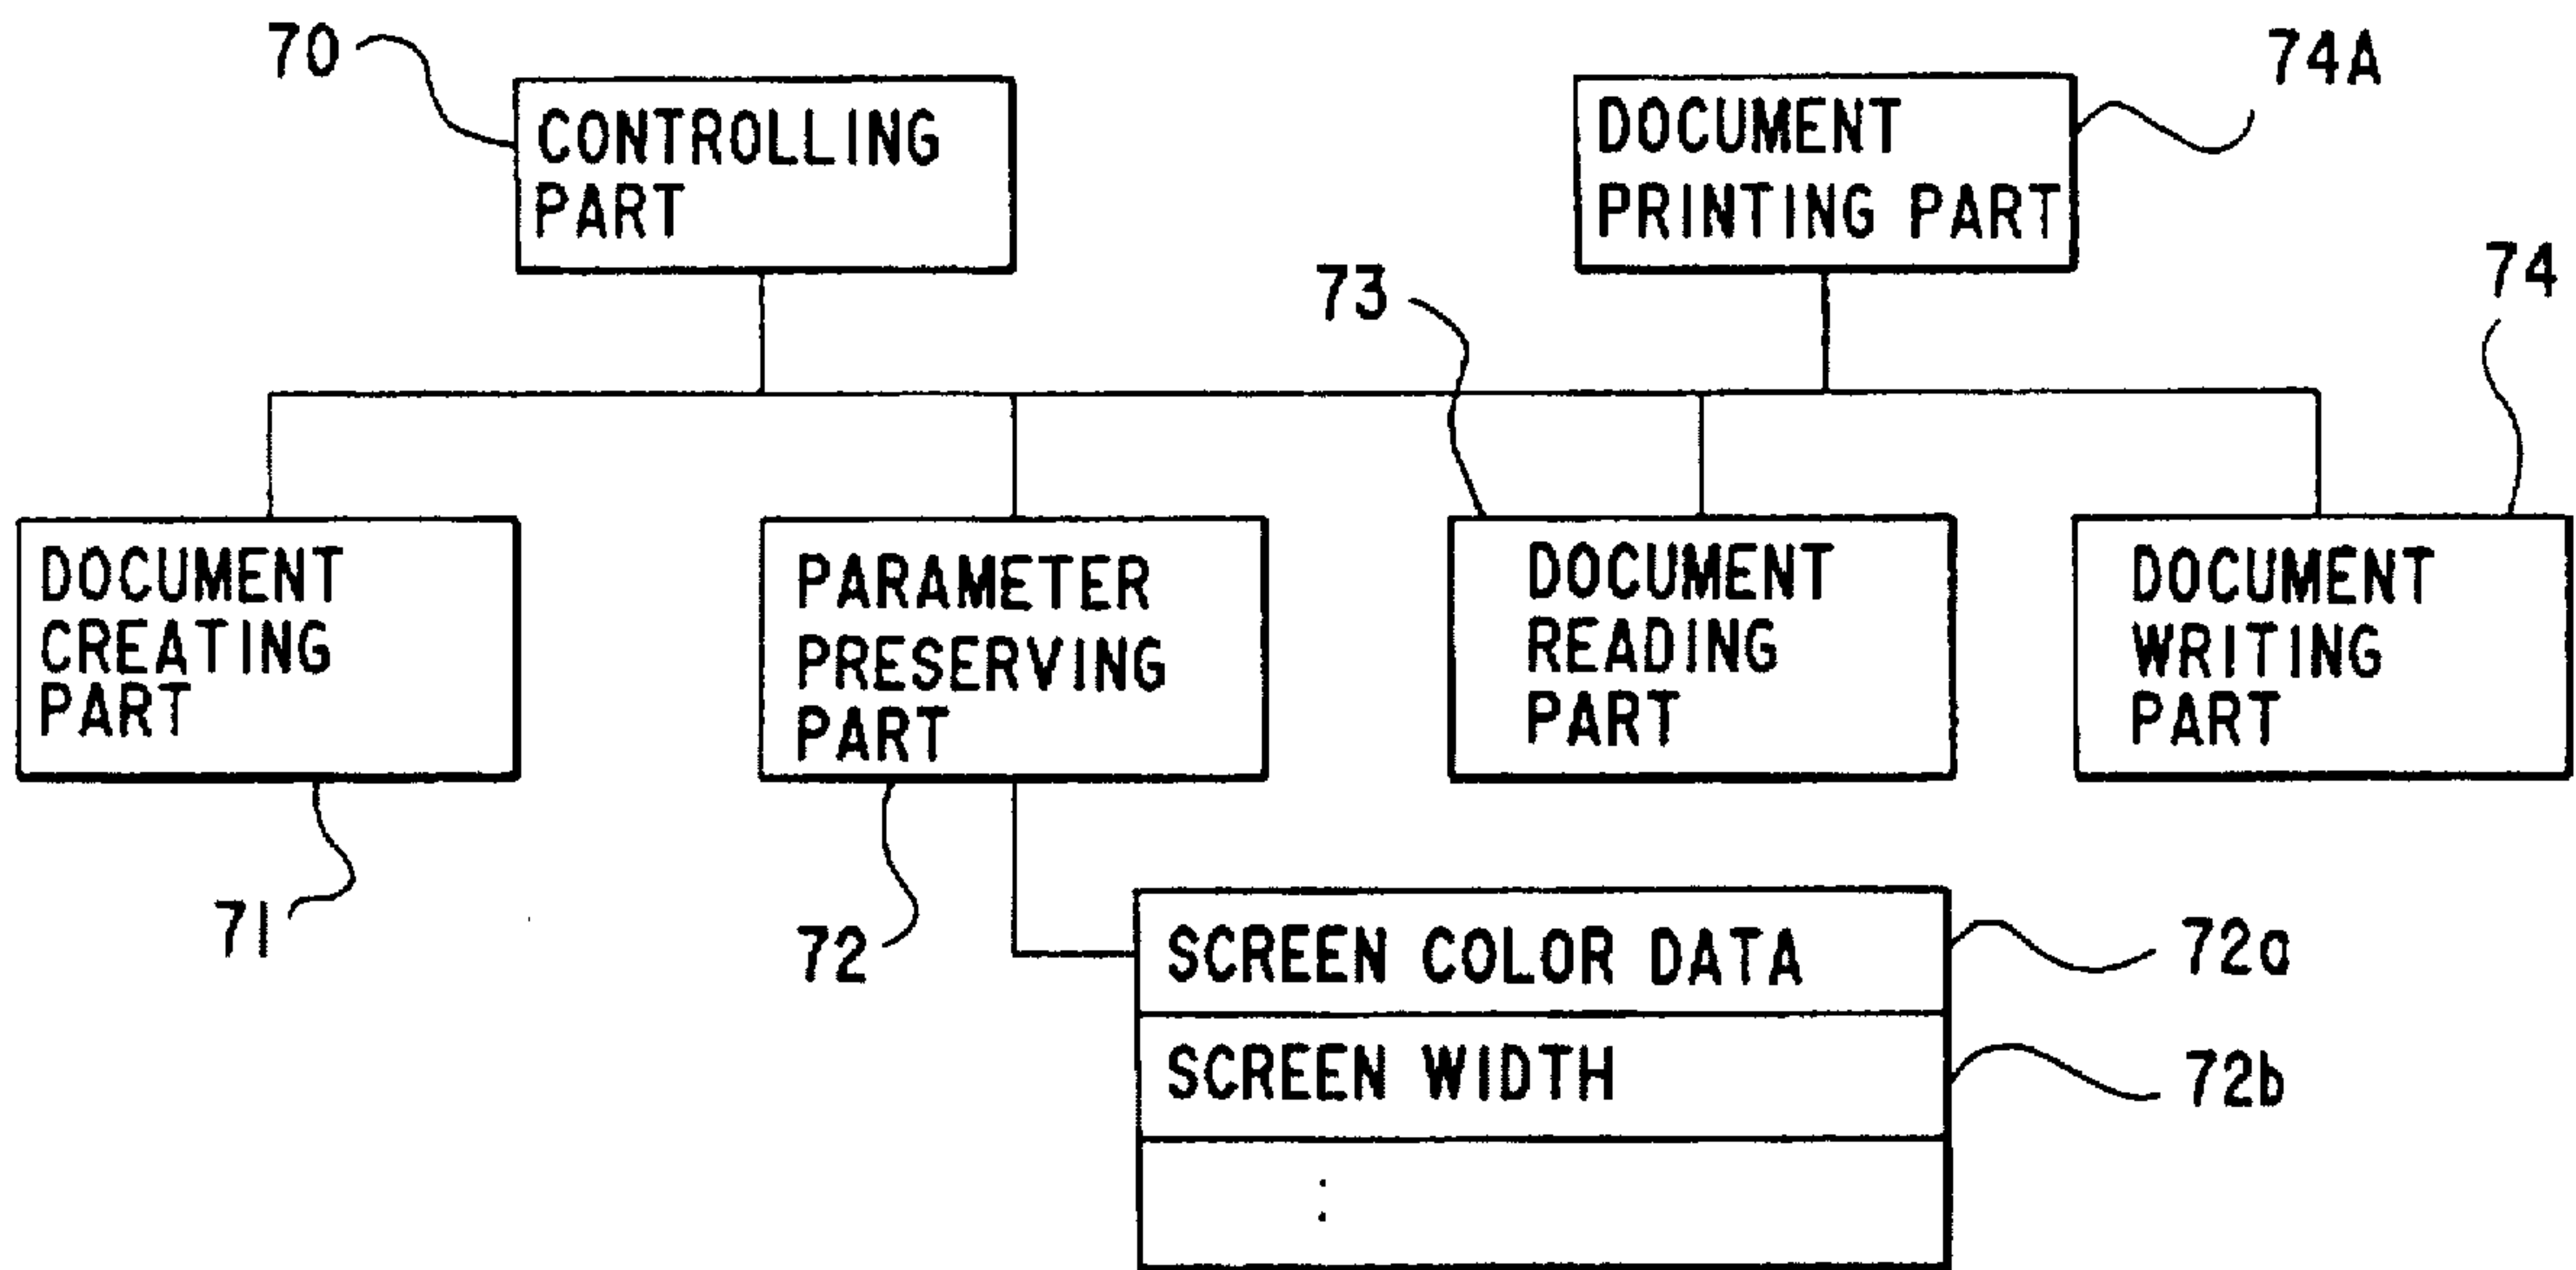 70
CONTROLLING
PART
74A
DOCUMENT
PRINTING PART
73
74
DOCUMENT
CREATING
PART
71
PARAMETER
PRESERVING
PART
72
DOCUMENT
READING
PART
DOCUMENT
WRITING
PART
SCREEN COLOR DATA
72a
SCREEN WIDTH
72b
: